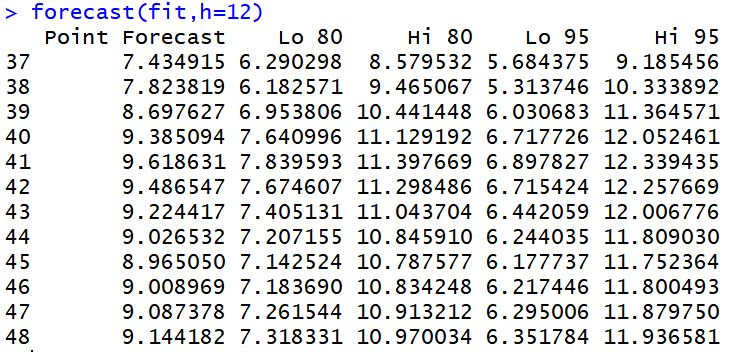 > forecast(fit,h=12)
Point Forecast Lo 80 Hi 80 Lo 95 Hi 95
37 7.434915 6.290298 8.579532 5.684375 9.185456
38 7.823819 6.182571 9.465067 5.313746 10.333892
39 8.697627 6.953806 10.441448 6.030683 11.364571
40 9.385094 7.640996 11.129192 6.717726 12.052461
41 9.618631 7.839593 11.397669 6.897827 12.339435
42 9.486547 7.674607 11.298486 6.715424 12.257669
43 9.224417 7.405131 11.043704 6.442059 12.006776
44 9.026532 7.207155 10.845910 6.244035 11.809030
45 8.965050 7.142524 10.787577 6.177737 11.752364
46 9.008969 7.183690 10.834248 6.217446 11.800493
47 9.087378 7.261544 10.913212 6.295006 11.879750
48 9.144182 7.318331 10.970034 6.351784 11.936581